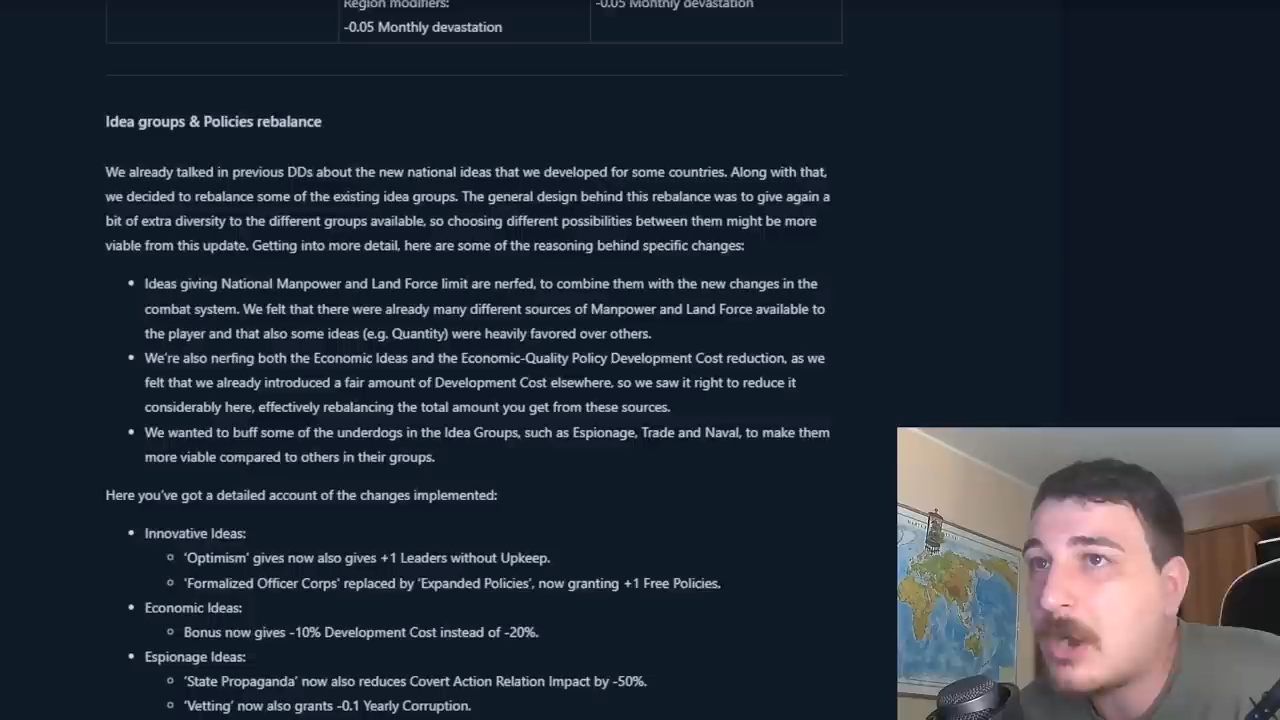 Region modifiers:
-0.05 Monthly devastation
-0.05 Monthly devastation
Idea groups & Policies rebalance
We already talked in previous DDs about the new national ideas that we developed for some countries. Along with that,
we decided to rebalance some of the existing idea groups. The general design behind this rebalance was to give again a
bit of extra diversity to the different groups available, so choosing different possibilities between them might be more
viable from this update. Getting into more detail, here are some of the reasoning behind specific changes:
• Ideas giving National Manpower and Land Force limit are nerfed, to combine them with the new changes in the
combat system. We felt that there were already many different sources of Manpower and Land Force available to
the player and that also some ideas (e.g. Quantity) were heavily favored over others.
• We're also nerfing both the Economic Ideas and the Economic-Quality Policy Development Cost reduction, as we
felt that we already introduced a fair amount of Development Cost elsewhere, so we saw it right to reduce it
considerably here, effectively rebalancing the total amount you get from these sources.
• We wanted to buff some of the underdogs in the Idea Groups, such as Espionage, Trade and Naval, to make them
more viable compared to others in their groups.
Here you've got a detailed account of the changes implemented:
• Innovative Ideas:
○ 'Optimism' gives now also gives +1 Leaders without Upkeep.
○ 'Formalized Officer Corps' replaced by 'Expanded Policies', now granting +1 Free Policies.
• Economic Ideas:
○ Bonus now gives -10% Development Cost instead of -20%.
• Espionage Ideas:
○ 'State Propaganda' now also reduces Covert Action Relation Impact by -50%.
○ 'Vetting' now also grants -0.1 Yearly Corruption.